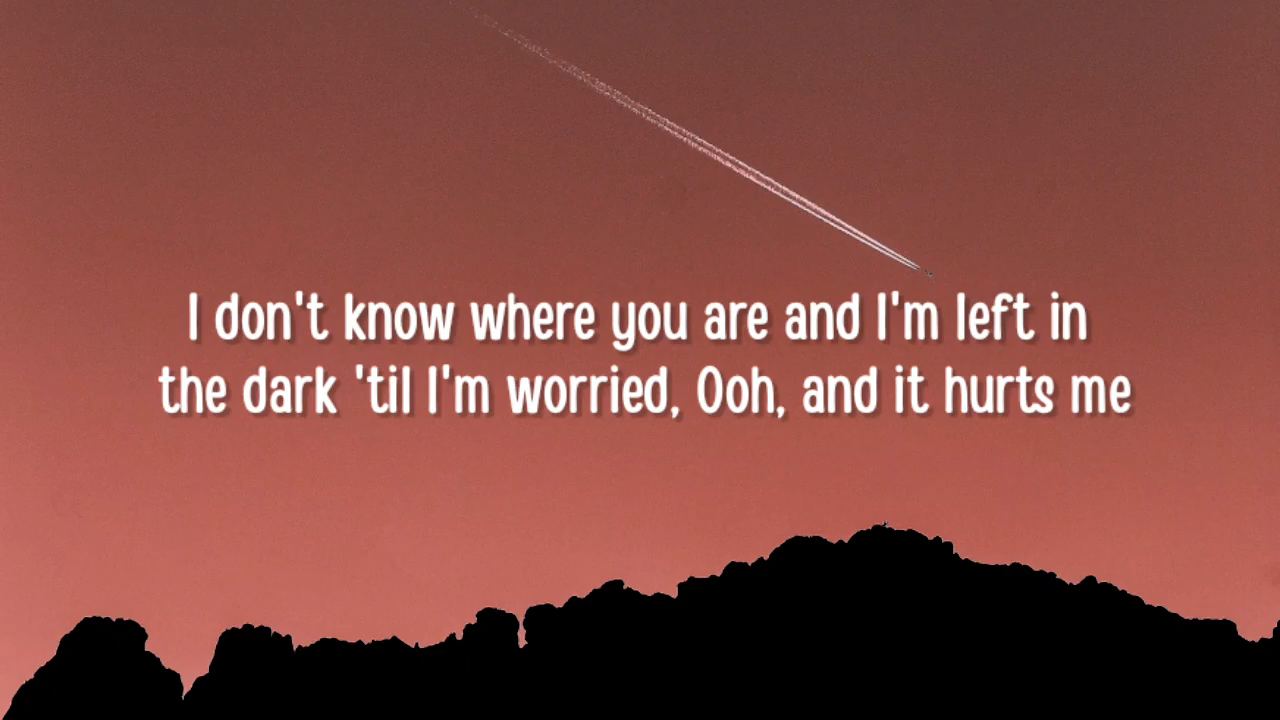 I don't know where you are and I'm left in
the dark 'til I'm worried, Ooh, and it hurts me